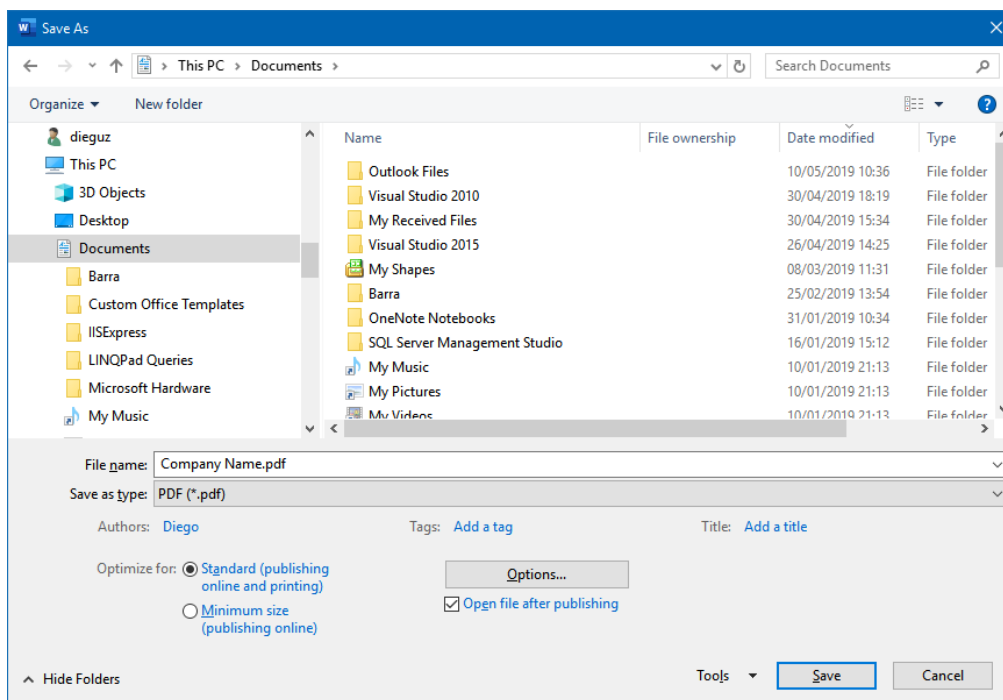 Save As
This PC > Documents >
Search Documents
Organize
New folder
Name
File ownership
Date modified
Type
dieguz
This PC
3D Objects
Desktop
Documents
Barra
Custom Office Templates
IISExpress
LINQPad Queries
Microsoft Hardware
My Music
Outlook Files 10/05/2019 10:36 File folder
Visual Studio 2010 30/04/2019 18:19 File folder
My Received Files 30/04/2019 15:34 File folder
Visual Studio 2015 26/04/2019 14:25 File folder
My Shapes 08/03/2019 11:31 File folder
Barra 25/02/2019 13:54 File folder
OneNote Notebooks 31/01/2019 10:34 File folder
SQL Server Management Studio 16/01/2019 15:12 File folder
My Music 10/01/2019 21:13 File folder
My Pictures 10/01/2019 21:13 File folder
My Videos 10/01/2019 21:13 File folder
File name: Company Name.pdf
Save as type: PDF (*.pdf)
Authors: Diego
Tags: Add a tag
Title: Add a title
Optimize for: Standard (publishing
online and printing)
Minimum size
(publishing online)
Options...
Open file after publishing
Hide Folders
Tools
Save
Cancel